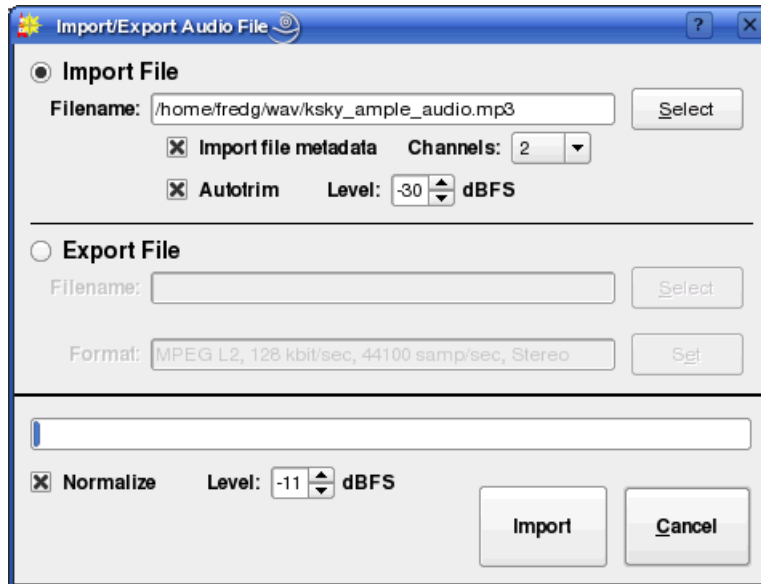 Import/Export Audio File
?
Import File
Filename: /home/fredg/wav/ksky_ample_audio.mp3 Select
Import file metadata Channels: 2
Autotrim Level: -30 dBFS
Export File
Filename: Select
Format: MPEG L2, 128 kbit/sec, 44100 samp/sec, Stereo Set
Normalize Level: -11 dBFS
Import Cancel